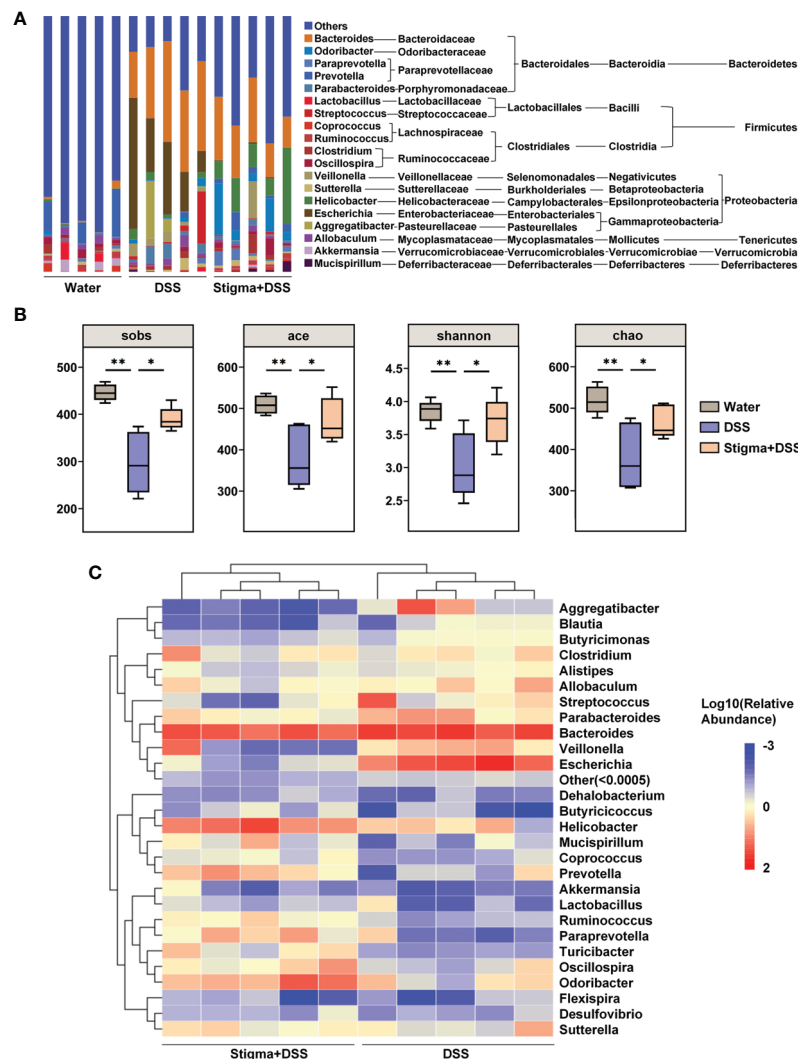 A
Others
Bacteroides Bacteroidaceae
Odoribacter Odoribacteraceae
Paraprevotella
Prevotella
Paraprevotellaceae
Parabacteroides Porphyromonadaceae
Bacteroidales Bacteroidia Bacteroidetes
Lactobacillus Lactobacillaceae
Streptococcus Streptococcaceae
Lactobacillales Bacilli
Coprococcus
Ruminococcus
Lachnospiraceae
Clostridium
Oscillospira
Ruminococcaceae
Clostridiales Clostridia
Firmicutes
Veillonella Veillonellaceae Selenomonadales Negativicutes
Sutterella Sutterellaceae Burkholderiales Betaproteobacteria
Helicobacter Helicobacteraceae Campylobacterales Epsilonproteobacteria
Escherichia Enterobacteriaceae Enterobacteriales
Aggregatibacter Pasteurellaceae Pasteurellales
Gammaproteobacteria
Proteobacteria
Allobaculum Mycoplasmataceae Mycoplasmatales Mollicutes Tenericutes
Akkermansia Verrucomicrobiaceae Verrucomicrobiales Verrucomicrobiae Verrucomicrobia
Mucispirillum Deferribacteraceae Deferribacterales Deferribacteres Deferribacteres
Water DSS Stigma+DSS
B
sobs ace shannon chao
** * ** * ** * ** *
500
400
300
200
600
500
400
300
4.0
3.5
3.0
2.5
600
500
400
300
Water
DSS
Stigma+DSS
C
Aggregatibacter
Blautia
Butyricimonas
Clostridium
Alistipes
Allobaculum
Streptococcus
Parabacteroides
Bacteroides
Veillonella
Escherichia
Other(<0.0005)
Dehalobacterium
Butyricicoccus
Helicobacter
Mucispirillum
Coprococcus
Prevotella
Akkermansia
Lactobacillus
Ruminococcus
Paraprevotella
Turicibacter
Oscillospira
Odoribacter
Flexispira
Desulfovibrio
Sutterella
Stigma+DSS DSS
Log10(Relative
Abundance)
-3
0
2